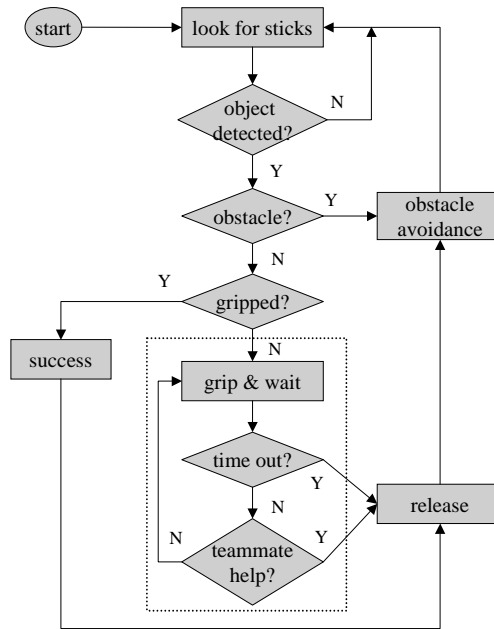 start
look for sticks
object
detected?
N
Y
obstacle?
Y
obstacle
avoidance
N
Y
gripped?
success
N
grip & wait
time out?
Y
N
release
N
teammate
help?
Y